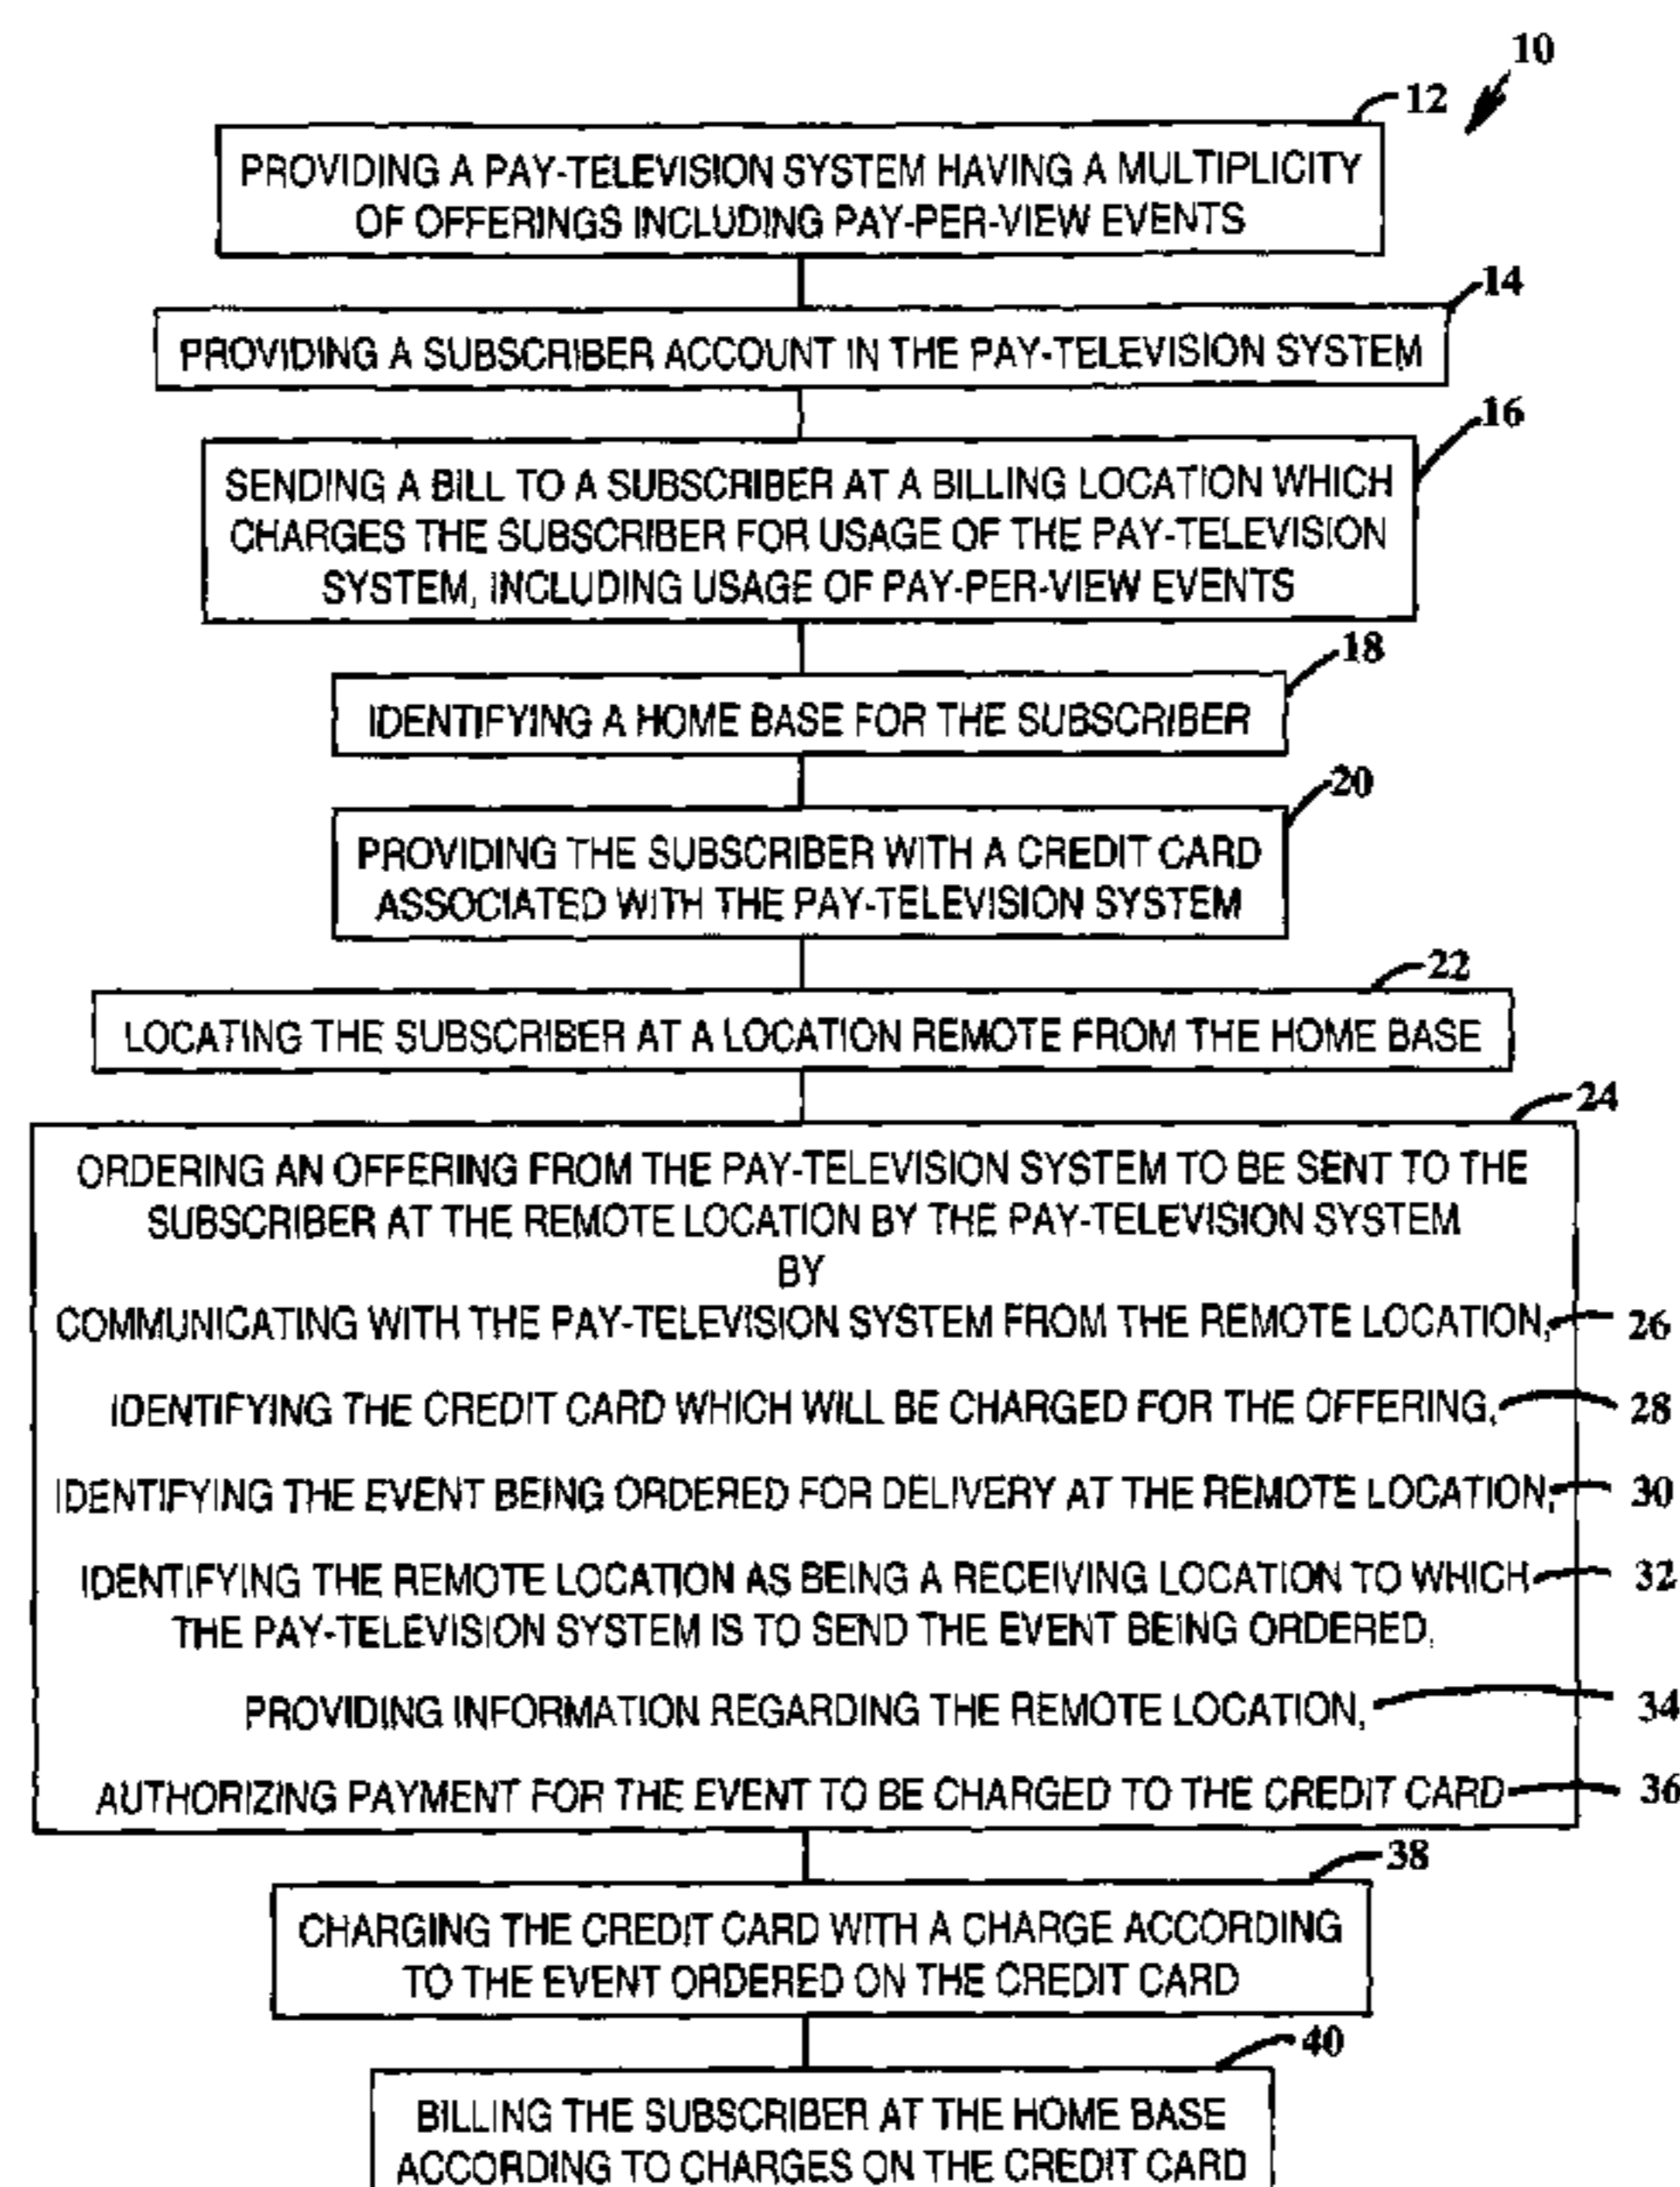 10
12
PROVIDING A PAY-TELEVISION SYSTEM HAVING A MULTIPLICITY
OF OFFERINGS INCLUDING PAY-PER-VIEW EVENTS
14
PROVIDING A SUBSCRIBER ACCOUNT IN THE PAY-TELEVISION SYSTEM
16
SENDING A BILL TO A SUBSCRIBER AT A BILLING LOCATION WHICH
CHARGES THE SUBSCRIBER FOR USAGE OF THE PAY-TELEVISION
SYSTEM, INCLUDING USAGE OF PAY-PER-VIEW EVENTS
18
IDENTIFYING A HOME BASE FOR THE SUBSCRIBER
20
PROVIDING THE SUBSCRIBER WITH A CREDIT CARD
ASSOCIATED WITH THE PAY-TELEVISION SYSTEM
22
LOCATING THE SUBSCRIBER AT A LOCATION REMOTE FROM THE HOME BASE
24
ORDERING AN OFFERING FROM THE PAY-TELEVISION SYSTEM TO BE SENT TO THE
SUBSCRIBER AT THE REMOTE LOCATION BY THE PAY-TELEVISION SYSTEM
BY
COMMUNICATING WITH THE PAY-TELEVISION SYSTEM FROM THE REMOTE LOCATION, 26
IDENTIFYING THE CREDIT CARD WHICH WILL BE CHARGED FOR THE OFFERING, 28
IDENTIFYING THE EVENT BEING ORDERED FOR DELIVERY AT THE REMOTE LOCATION, 30
IDENTIFYING THE REMOTE LOCATION AS BEING A RECEIVING LOCATION TO WHICH 32
THE PAY-TELEVISION SYSTEM IS TO SEND THE EVENT BEING ORDERED,
PROVIDING INFORMATION REGARDING THE REMOTE LOCATION, 34
AUTHORIZING PAYMENT FOR THE EVENT TO BE CHARGED TO THE CREDIT CARD 36
38
CHARGING THE CREDIT CARD WITH A CHARGE ACCORDING
TO THE EVENT ORDERED ON THE CREDIT CARD
40
BILLING THE SUBSCRIBER AT THE HOME BASE
ACCORDING TO CHARGES ON THE CREDIT CARD